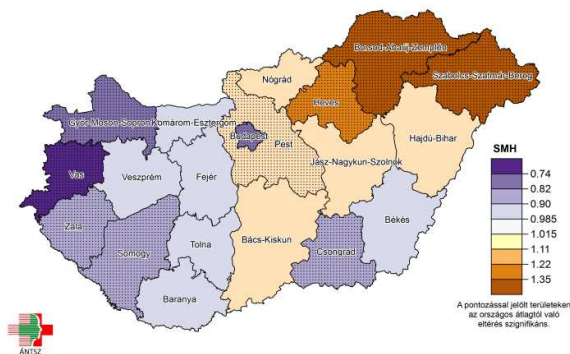 Borsod-Abaúj-Zemplén
Szabolcs-Szatmár-Bereg
Nógrád
Heves
Győr-Moson-Sopron
Komárom-Esztergom
Budapest
Pest
Hajdú-Bihar
Jász-Nagykun-Szolnok
Vas
Veszprém
Fejér
Zala
Somogy
Tolna
Bács-Kiskun
Csongrád
Békés
Baranya
SMH
0.74
0.82
0.90
0.985
1.015
1.11
1.22
1.35
A pontozással jelölt területeken
az országos átlagtól való
eltérés szignifikáns.
ÁNTSZ